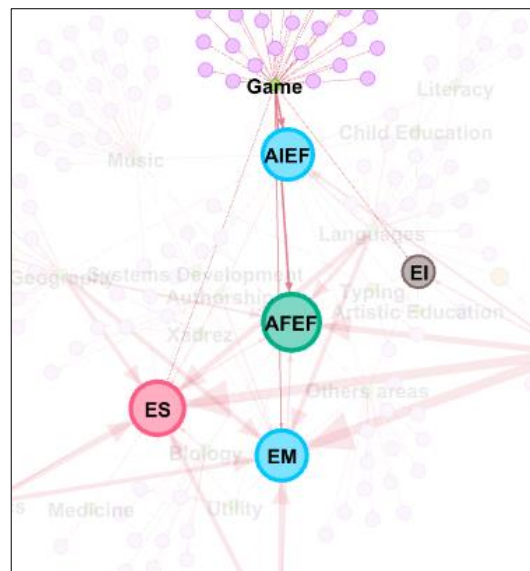 Game
Literacy
Child Education
AIEF
Music
Languages
EI
Geography
Systems Development
Authorship
Typing
Artistic Education
AFEF
Xadrez
Others areas
ES
Biology
EM
Medicine
Utility
s